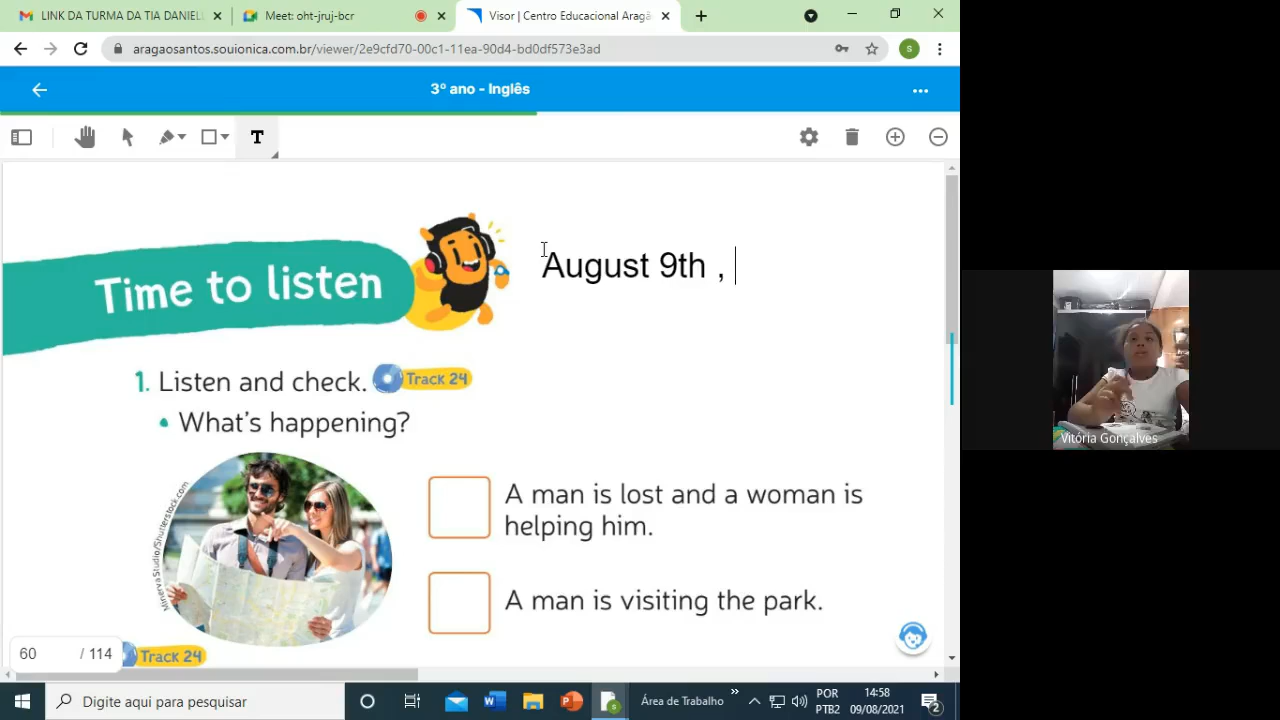 LINK DA TURMA DA TIA DANIELL
Meet: oht-jruj-bcr
Visor | Centro Educacional Aragã
aragaosantos.souionica.com.br/viewer/2e9cfd70-00c1-11ea-90d4-bd0df573e3ad
S
3º ano - Inglês
T
Time to listen
August 9th ,
1. Listen and check. Track 24
• What's happening?
Minerva Studio/Shutterstock.com
A man is lost and a woman is
helping him.
A man is visiting the park.
60 / 114
Track 24
Vitória Gonçalves
Digite aqui para pesquisar
Área de Trabalho
POR
PTB2
14:58
09/08/2021
2